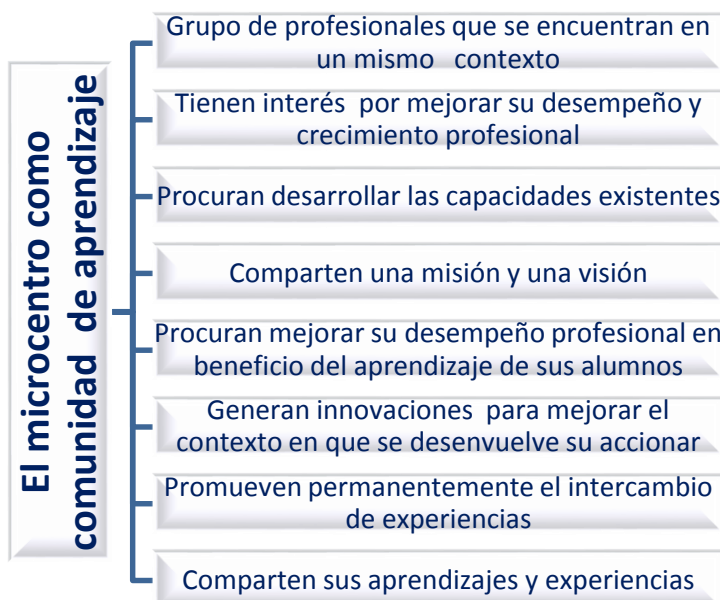 El microcentro como
comunidad de aprendizaje
Grupo de profesionales que se encuentran en
un mismo contexto
Tienen interés por mejorar su desempeño y
crecimiento profesional
Procuran desarrollar las capacidades existentes
Comparten una misión y una visión
Procuran mejorar su desempeño profesional en
beneficio del aprendizaje de sus alumnos
Generan innovaciones para mejorar el
contexto en que se desenvuelve su accionar
Promueven permanentemente el intercambio
de experiencias
Comparten sus aprendizajes y experiencias